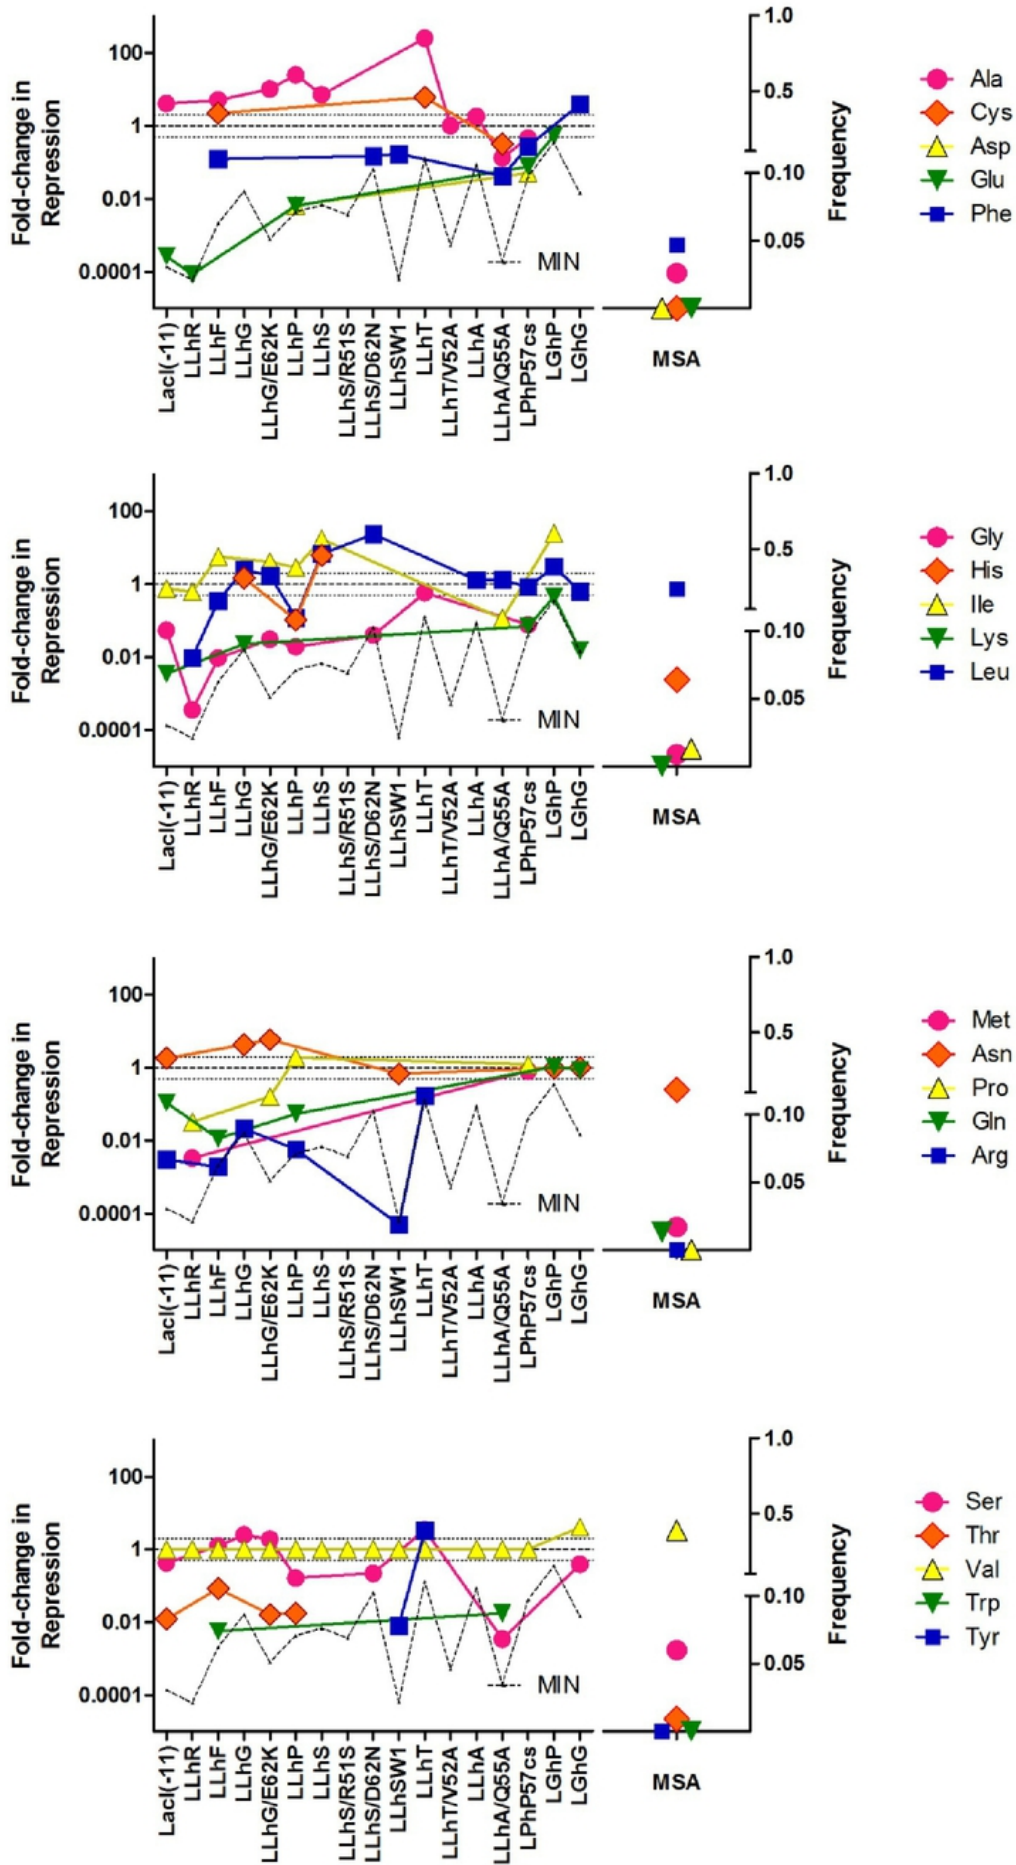 Fold-change in
Repression
100
1
0.01
0.0001
MIN
LacI(-11)
LLhR
LLhF
LLhG
LLhG/E62K
LLhP
LLhS
LLhS/R51S
LLhS/D62N
LLhSW1
LLhT
LLhT/V52A
LLhA
LLhA/Q55A
LPhP57cs
LGhP
LGhG
1.0
0.5
0.10
0.05
Frequency
MSA
Ala
Cys
Asp
Glu
Phe
Fold-change in
Repression
100
1
0.01
0.0001
MIN
LacI(-11)
LLhR
LLhF
LLhG
LLhG/E62K
LLhP
LLhS
LLhS/R51S
LLhS/D62N
LLhSW1
LLhT
LLhT/V52A
LLhA
LLhA/Q55A
LPhP57cs
LGhP
LGhG
1.0
0.5
0.10
0.05
Frequency
MSA
Gly
His
Ile
Lys
Leu
Fold-change in
Repression
100
1
0.01
0.0001
MIN
LacI(-11)
LLhR
LLhF
LLhG
LLhG/E62K
LLhP
LLhS
LLhS/R51S
LLhS/D62N
LLhSW1
LLhT
LLhT/V52A
LLhA
LLhA/Q55A
LPhP57cs
LGhP
LGhG
1.0
0.5
0.10
0.05
Frequency
MSA
Met
Asn
Pro
Gln
Arg
Fold-change in
Repression
100
1
0.01
0.0001
MIN
LacI(-11)
LLhR
LLhF
LLhG
LLhG/E62K
LLhP
LLhS
LLhS/R51S
LLhS/D62N
LLhSW1
LLhT
LLhT/V52A
LLhA
LLhA/Q55A
LPhP57cs
LGhP
LGhG
1.0
0.5
0.10
0.05
Frequency
MSA
Ser
Thr
Val
Trp
Tyr